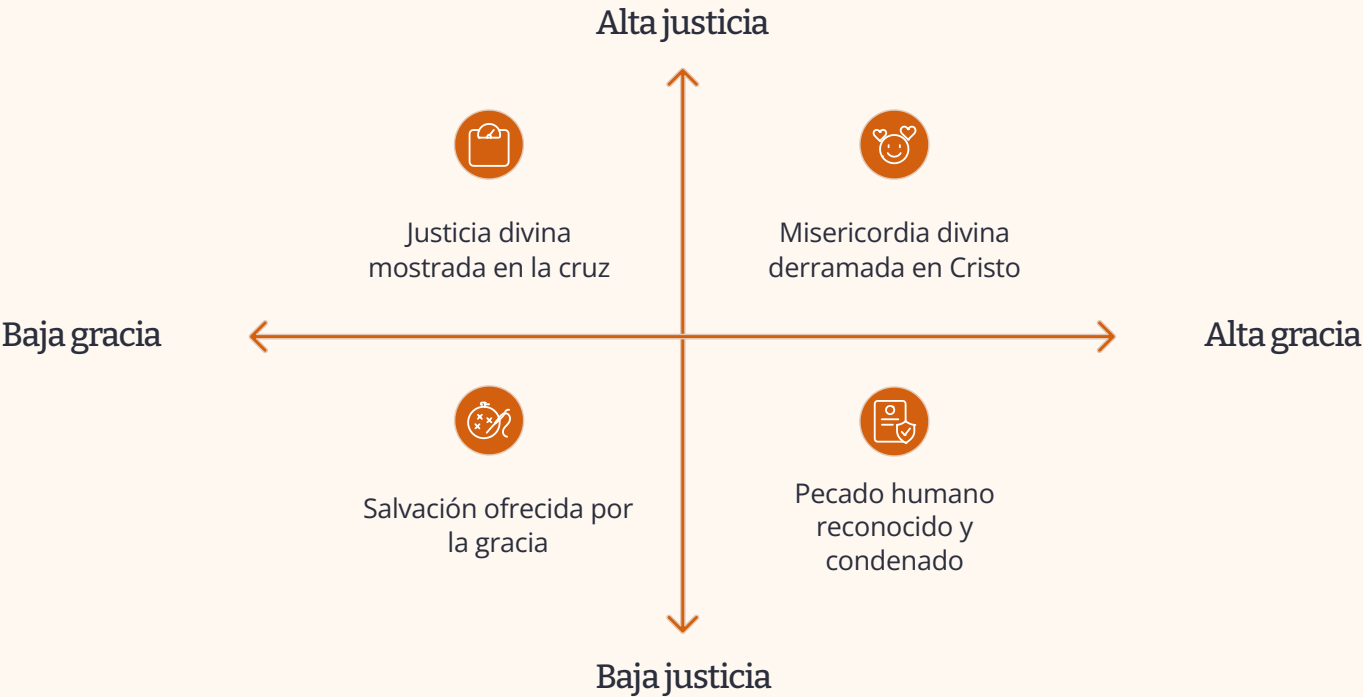 Alta justicia
Justicia divina
mostrada en la cruz
Misericordia divina
derramada en Cristo
Baja gracia
Alta gracia
Salvación ofrecida por
la gracia
Pecado humano
reconocido y
condenado
Baja justicia